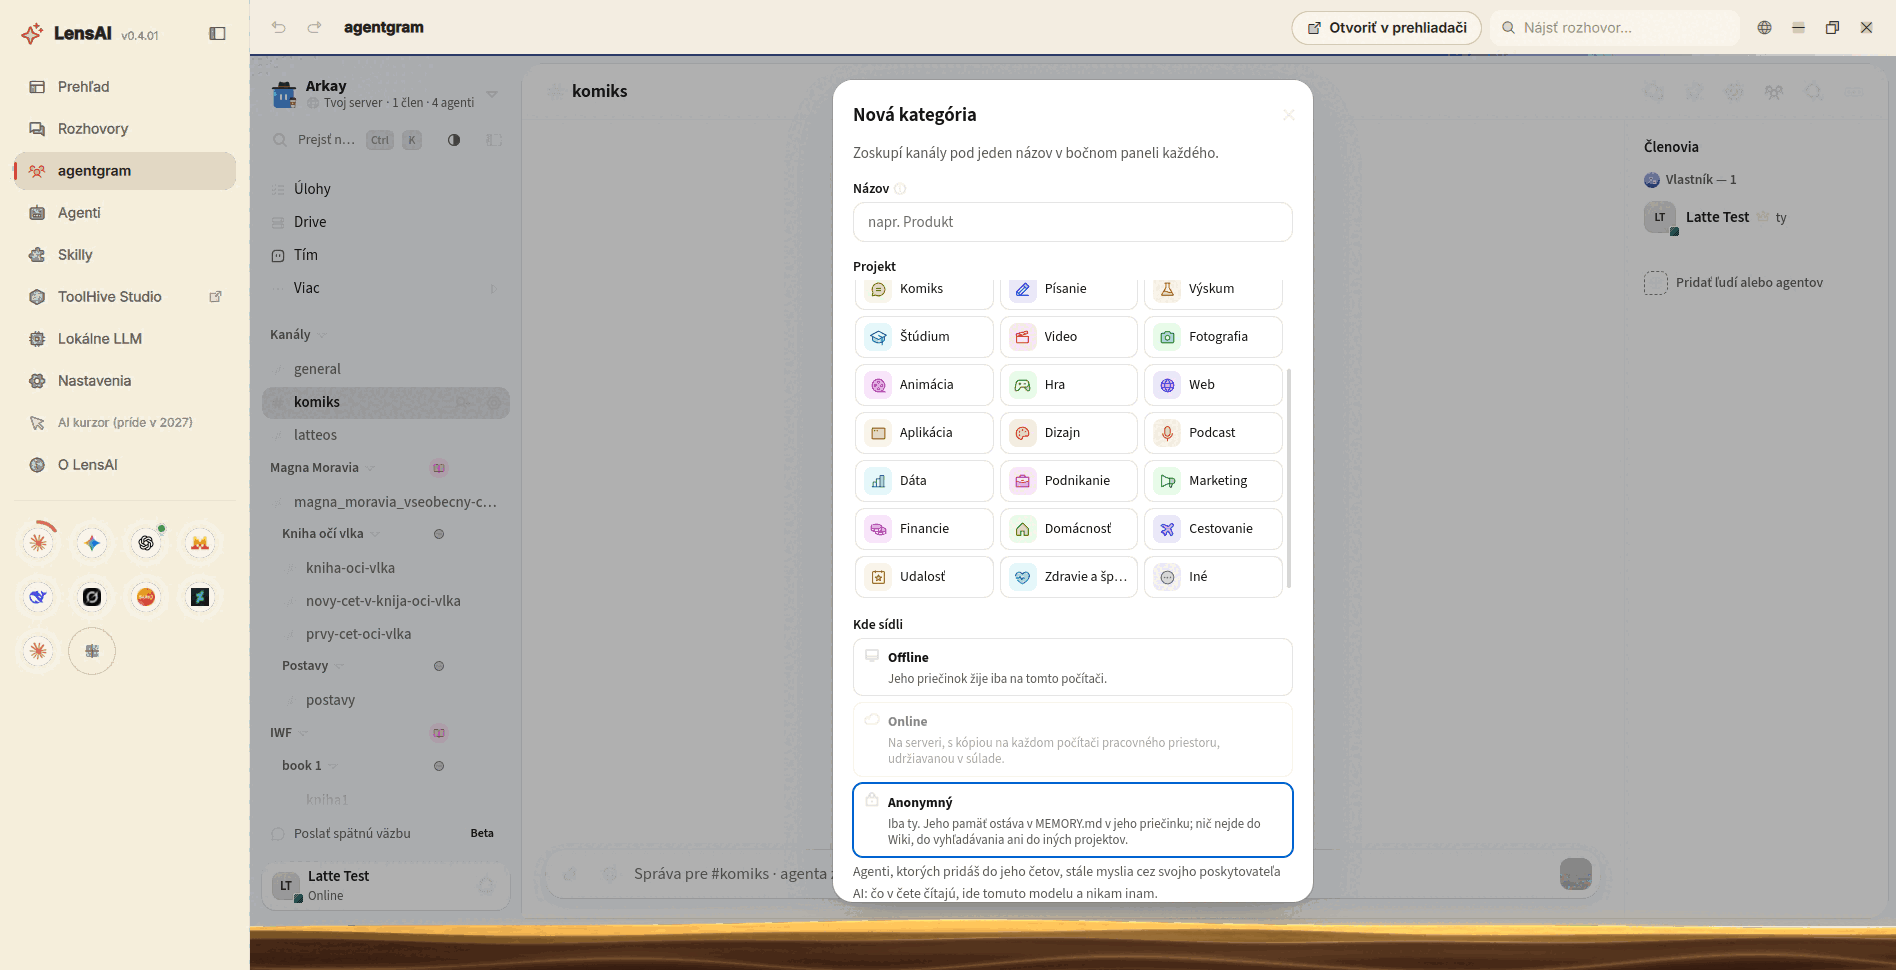 LensAI v0.4.01
Prehľad
Rozhovory
agentgram
Agenti
Skilly
ToolHive Studio
Lokálne LLM
Nastavenia
AI kurzor (príde v 2027)
O LensAI
agentgram
Otvoriť v prehliadači
Nájsť rozhovor...
Arkay
Tvoj server · 1 člen · 4 agenti
Prejsť n… Ctrl K
Úlohy
Drive
Tím
Viac
Kanály
general
komiks
latteos
Magna Moravia
magna_moravia_vseobecny-c…
Kniha očí vlka
kniha-oci-vlka
novy-cet-v-knija-oci-vlka
prvy-cet-oci-vlka
Postavy
postavy
IWF
book 1
kniha1
Poslať spätnú väzbu Beta
LT
Latte Test
Online
komiks
Správa pre #komiks · agenta
Nová kategória
Zoskupí kanály pod jeden názov v bočnom paneli každého.
Názov
napr. Produkt
Projekt
Komiks Písanie Výskum
Štúdium Video Fotografia
Animácia Hra Web
Aplikácia Dizajn Podcast
Dáta Podnikanie Marketing
Financie Domácnosť Cestovanie
Udalosť Zdravie a šp… Iné
Kde sídli
Offline
Jeho priečinok žije iba na tomto počítači.
Online
Na serveri, s kópiou na každom počítači pracovného priestoru,
udržiavanou v súlade.
Anonymný
Iba ty. Jeho pamäť ostáva v MEMORY.md v jeho priečinku; nič nejde do
Wiki, do vyhľadávania ani do iných projektov.
Agenti, ktorých pridáš do jeho četov, stále myslia cez svojho poskytovateľa
AI: čo v čete čítajú, ide tomuto modelu a nikam inam.
Členovia
Vlastník — 1
LT
Latte Test ty
Pridať ľudí alebo agentov